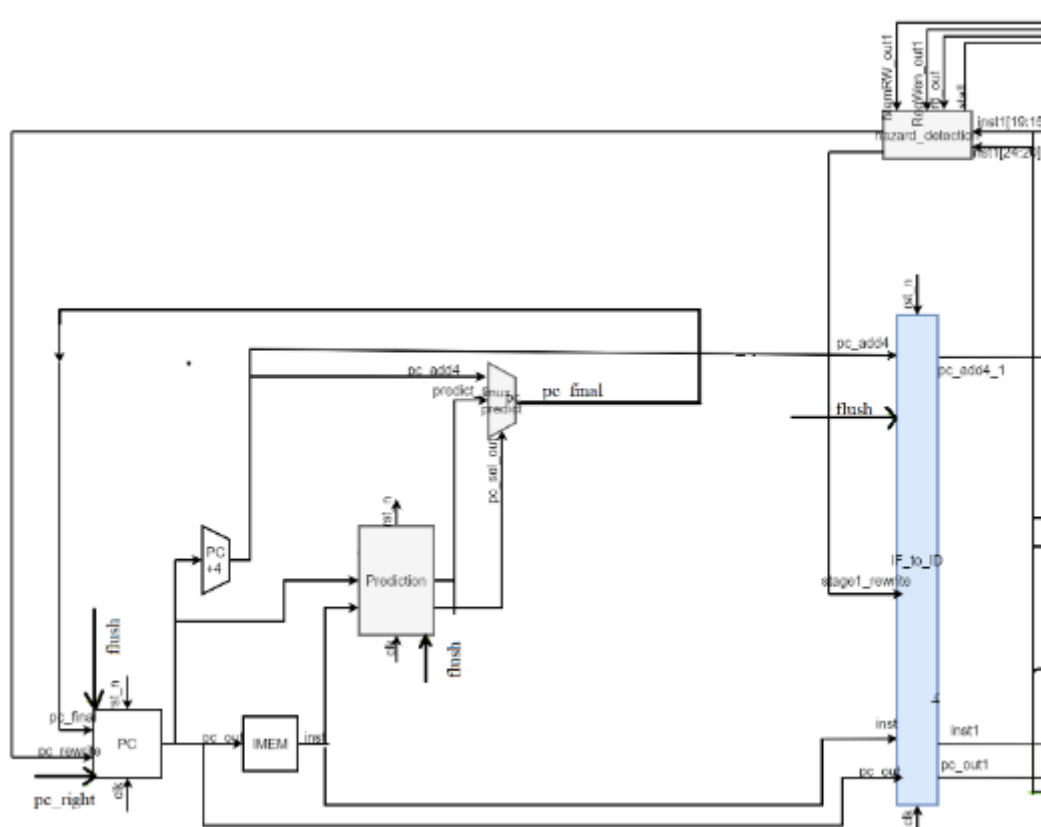 MemRW_out1
RegWen_out1
rd_out
stall
inst1[19:15
hazard_detection
inst1[24:20]
rst_n
pc_add4
pc_add4_1
pc_add4
pc_final
flush
pc_sel_out
rst_n
PC
+4
Prediction
IF_to_ID
stage1_rewrite
flush
clk
flush
rst_n
pc_final
PC
pc_rewrite
pc_right
clk
pc_out
IMEM
inst
inst
inst1
pc_out
pc_out1
clk